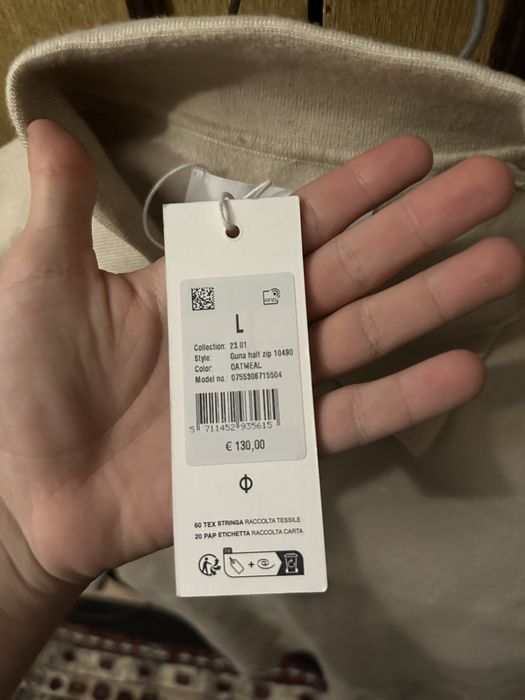 RFID
L
Collection: 23.01
Style: Guna half zip 10490
Color: OATMEAL
Model no.: 0755306715504
5 711452 935615
€ 130,00
60 TEX STRINGA RACCOLTA TESSILE
20 PAP ETICHETTA RACCOLTA CARTA